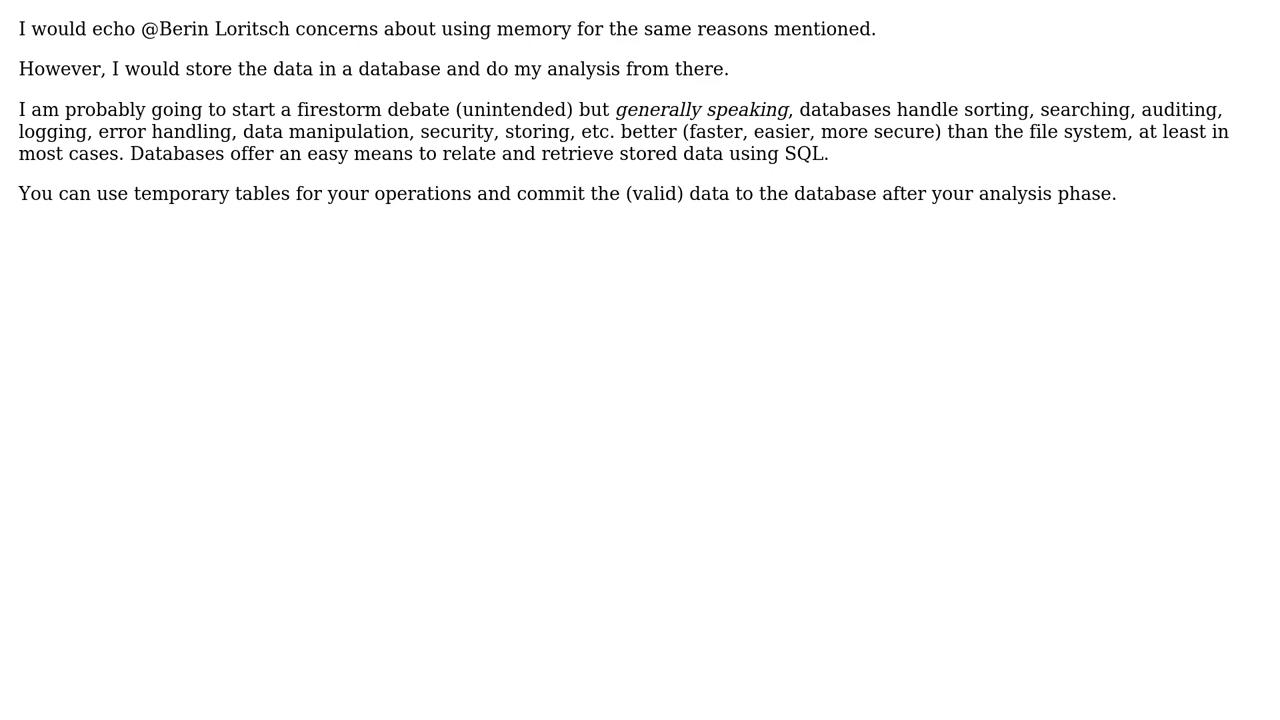 I would echo @Berin Loritsch concerns about using memory for the same reasons mentioned.
However, I would store the data in a database and do my analysis from there.
I am probably going to start a firestorm debate (unintended) but generally speaking, databases handle sorting, searching, auditing,
logging, error handling, data manipulation, security, storing, etc. better (faster, easier, more secure) than the file system, at least in
most cases. Databases offer an easy means to relate and retrieve stored data using SQL.
You can use temporary tables for your operations and commit the (valid) data to the database after your analysis phase.